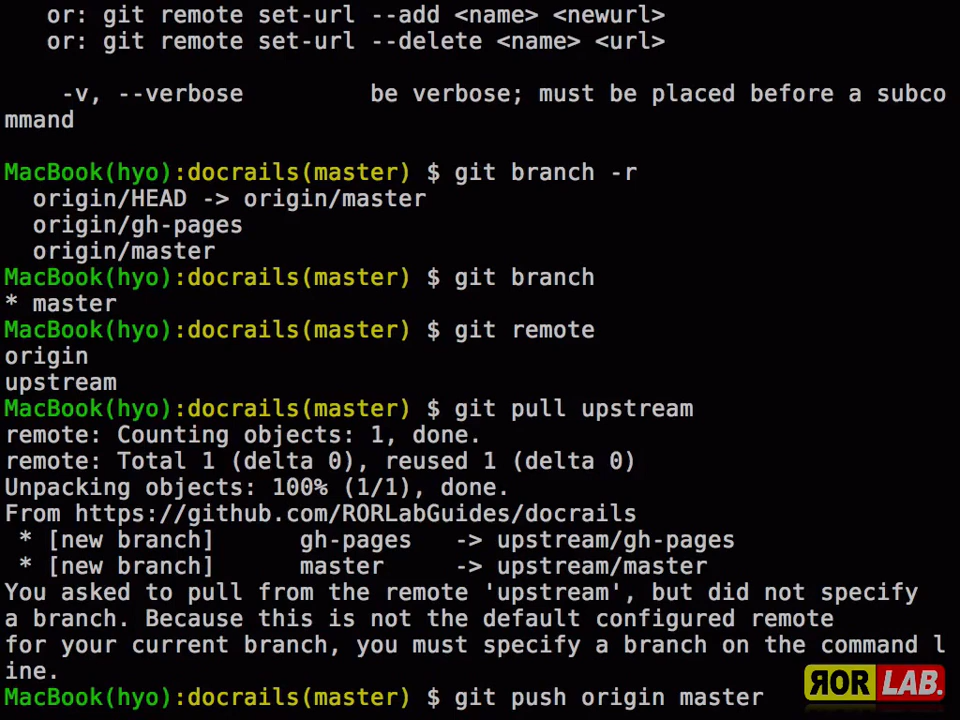 or: git remote set-url --add <name> <newurl>
or: git remote set-url --delete <name> <url>
-v, --verbose be verbose; must be placed before a subco
mmand
MacBook(hyo):docrails(master) $ git branch -r
origin/HEAD -> origin/master
origin/gh-pages
origin/master
MacBook(hyo):docrails(master) $ git branch
* master
MacBook(hyo):docrails(master) $ git remote
origin
upstream
MacBook(hyo):docrails(master) $ git pull upstream
remote: Counting objects: 1, done.
remote: Total 1 (delta 0), reused 1 (delta 0)
Unpacking objects: 100% (1/1), done.
From https://github.com/RORLabGuides/docrails
* [new branch] gh-pages -> upstream/gh-pages
* [new branch] master -> upstream/master
You asked to pull from the remote 'upstream', but did not specify
a branch. Because this is not the default configured remote
for your current branch, you must specify a branch on the command l
ine.
MacBook(hyo):docrails(master) $ git push origin master
ROR LAB.